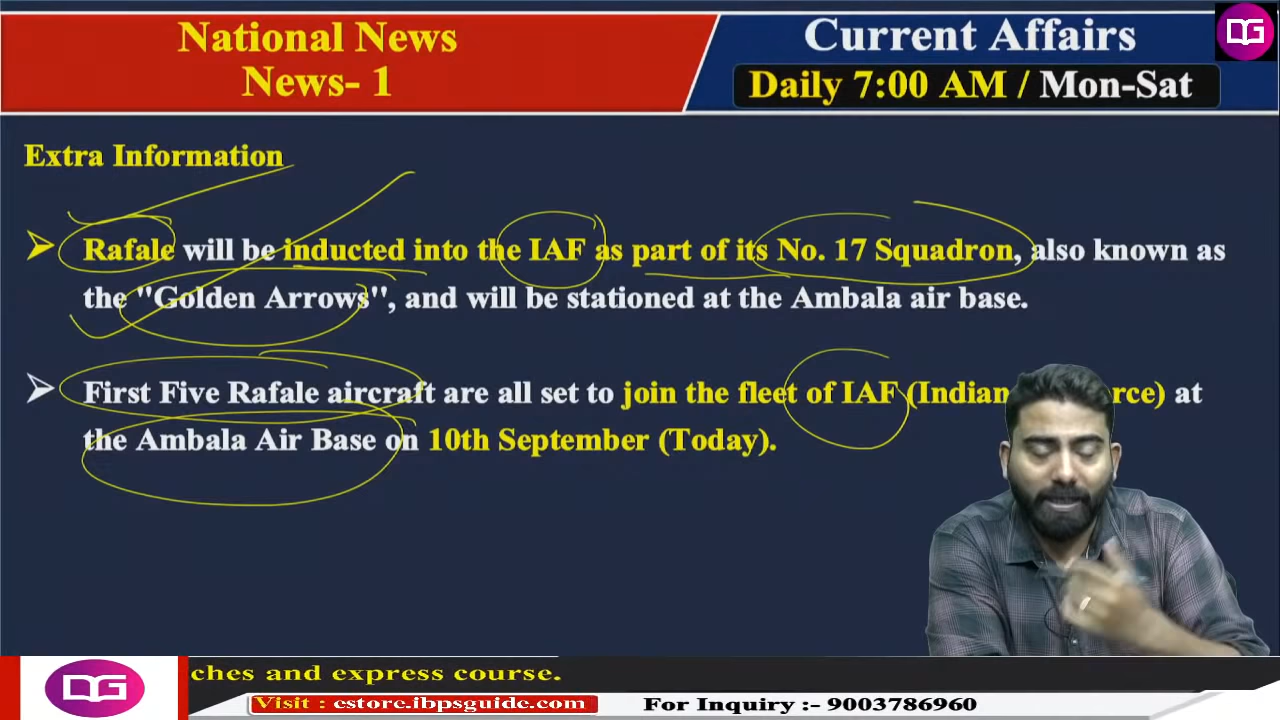 National News
News- 1
Current Affairs
Daily 7:00 AM / Mon-Sat
Extra Information
Rafale will be inducted into the IAF as part of its No. 17 Squadron, also known as
the "Golden Arrows", and will be stationed at the Ambala air base.
First Five Rafale aircraft are all set to join the fleet of IAF (Indian rce) at
the Ambala Air Base on 10th September (Today).
ches and express course.
Visit : estore.ibpsguide.com
For Inquiry :- 9003786960